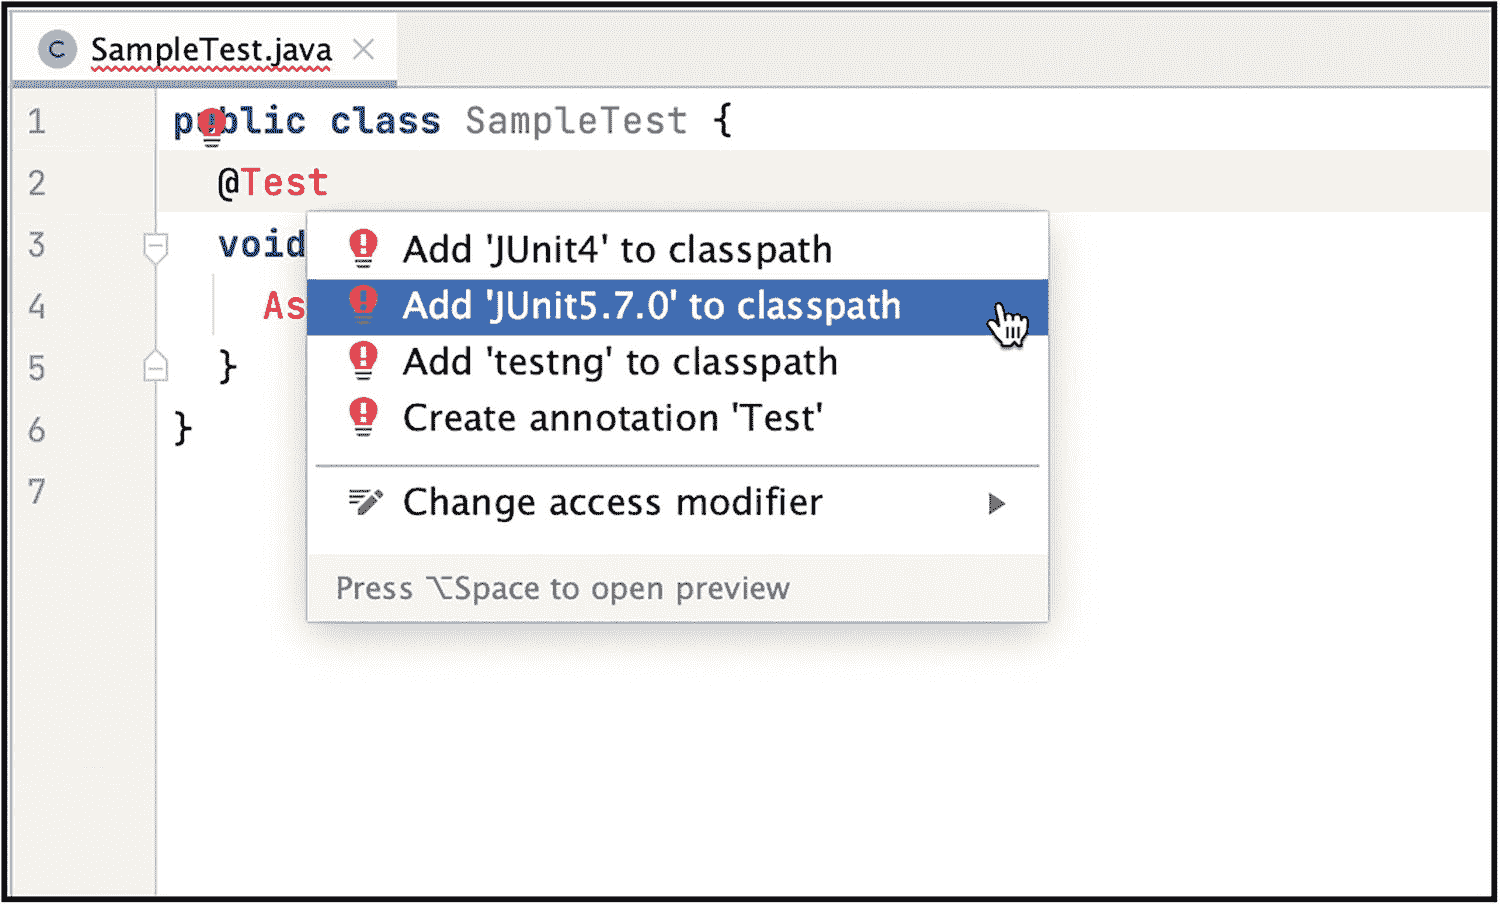 C SampleTest.java
1 public class SampleTest {
2 @Test
3 void
Add 'JUnit4' to classpath
4 As
Add 'JUnit5.7.0' to classpath
5 }
Add 'testng' to classpath
6 }
Create annotation 'Test'
7
Change access modifier
Press ⌥Space to open preview